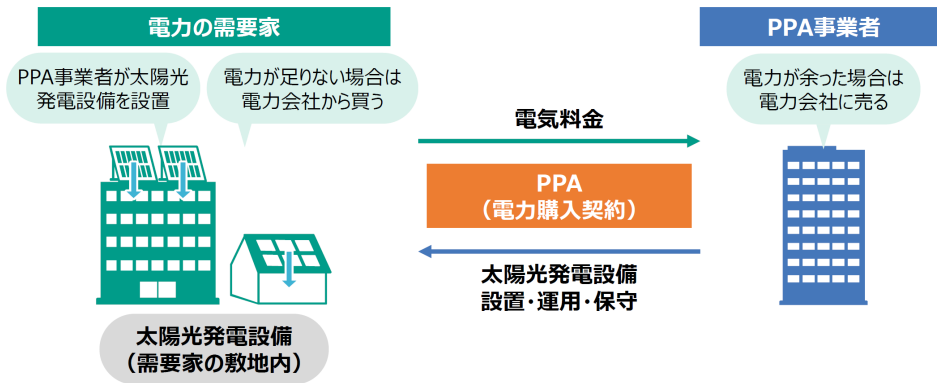 電力の需要家
PPA事業者
PPA事業者が太陽光
発電設備を設置
電力が足りない場合は
電力会社から買う
電力が余った場合は
電力会社に売る
電気料金
PPA
（電力購入契約）
太陽光発電設備
設置・運用・保守
太陽光発電設備
（需要家の敷地内）